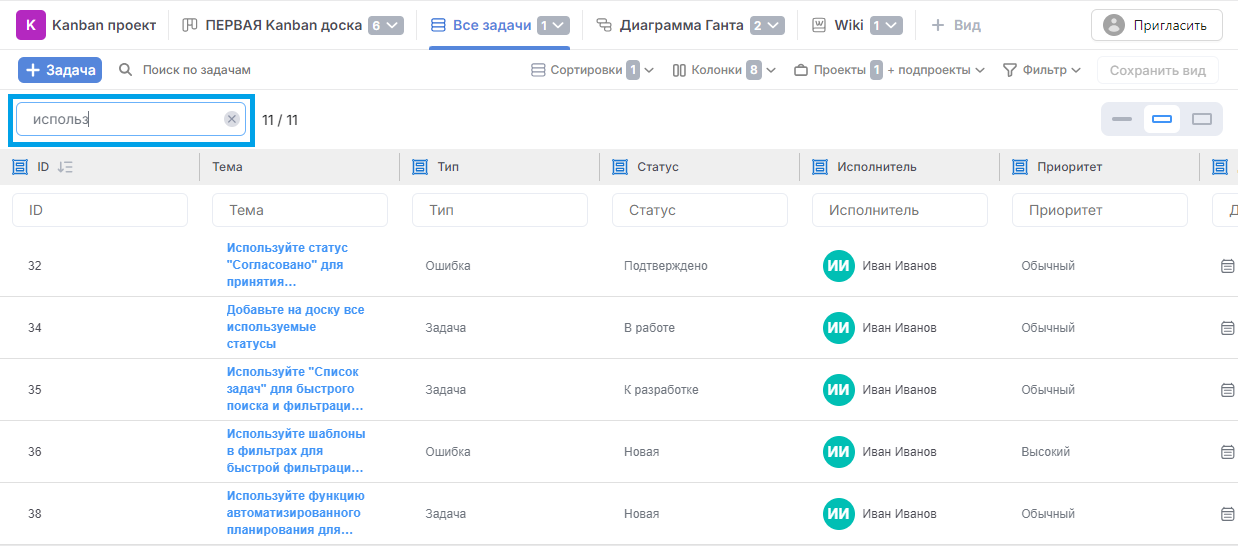 K Kanban проект ПЕРВАЯ Kanban доска 6 Все задачи 1 Диаграмма Ганта 2 Wiki 1 + Вид Пригласить
+ Задача Поиск по задачам Сортировки 1 Колонки 8 Проекты 1 + подпроекты Фильтр Сохранить вид
использ 11 / 11
ID Тема Тип Статус Исполнитель Приоритет
ID Тема Тип Статус Исполнитель Приоритет Д
32 Используйте статус "Согласовано" для принятия... Ошибка Подтверждено ИИ Иван Иванов Обычный
34 Добавьте на доску все используемые статусы Задача В работе ИИ Иван Иванов Обычный
35 Используйте "Список задач" для быстрого поиска и фильтраци... Задача К разработке ИИ Иван Иванов Обычный
36 Используйте шаблоны в фильтрах для быстрой фильтраци... Ошибка Новая ИИ Иван Иванов Высокий
38 Используйте функцию автоматизированного планирования для... Задача Новая ИИ Иван Иванов Обычный